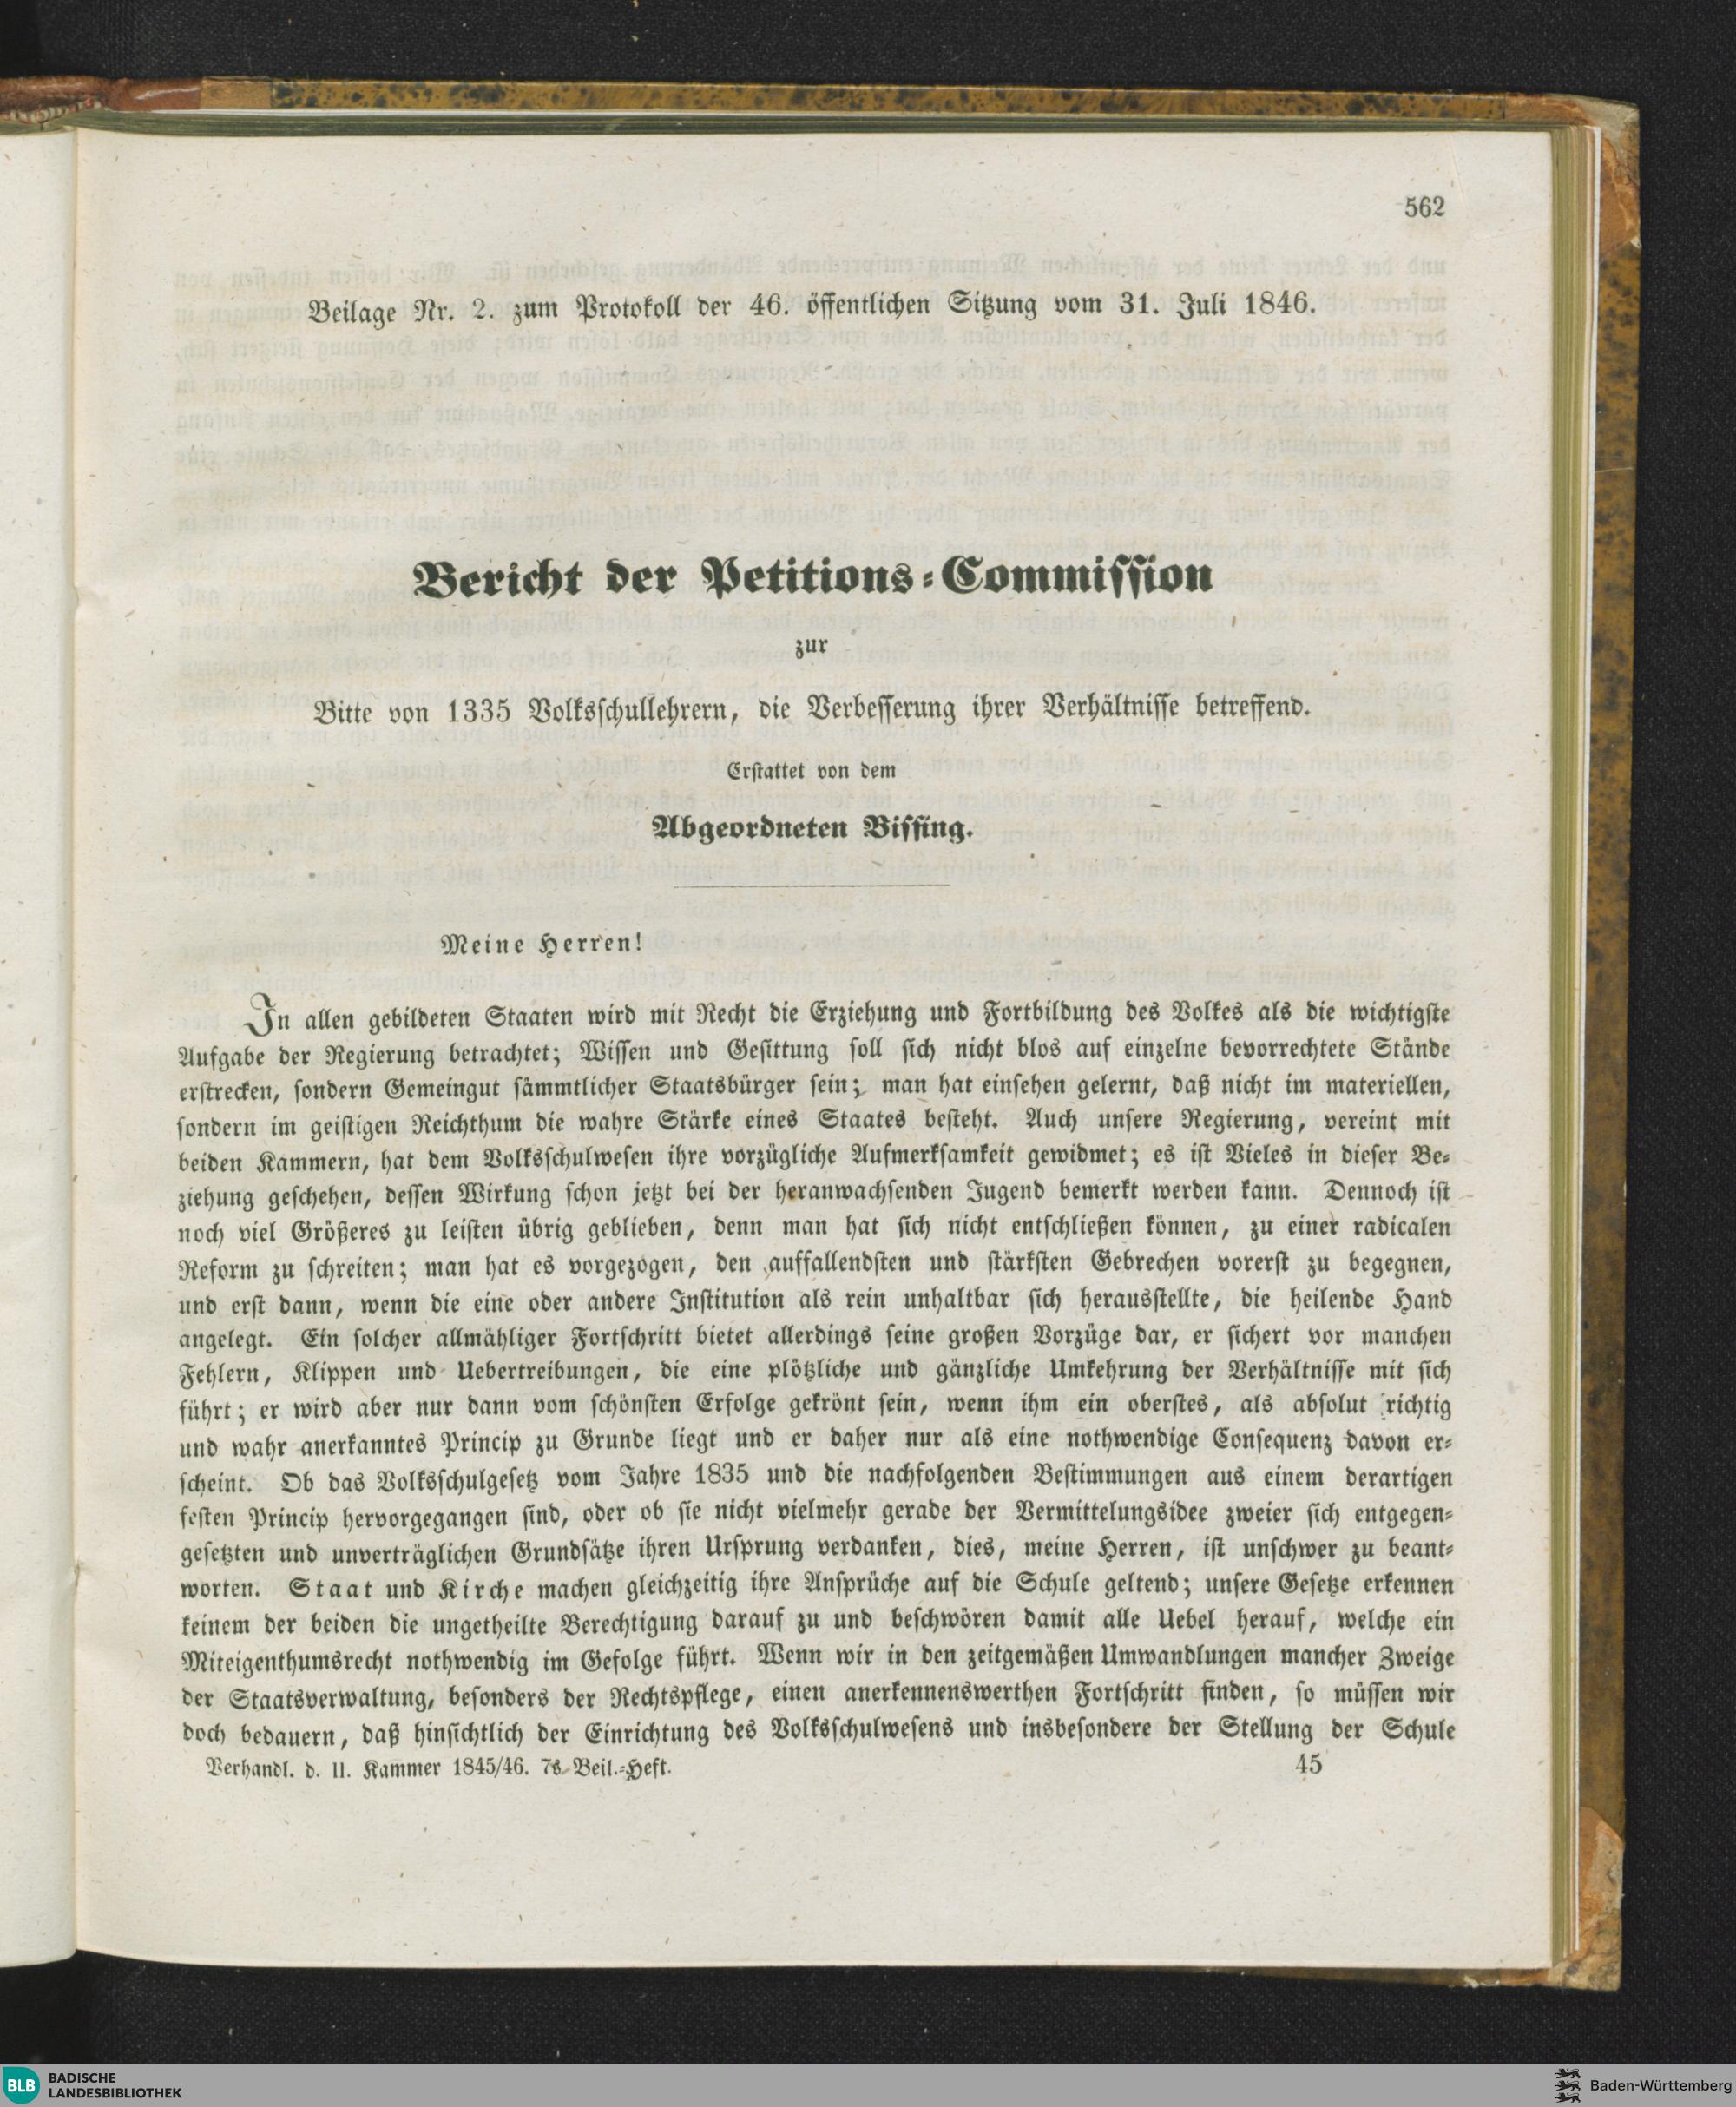 562
Beilage Nr. 2. zum Protokoll der 46. öffentlichen Sitzung vom 31. Juli 1846.
Bericht der Petitions-Commission
zur
Bitte von 1335 Volksschullehrern, die Verbesserung ihrer Verhältnisse betreffend.
Erstattet von dem
Abgeordneten Bissing.
Meine Herren!
In allen gebildeten Staaten wird mit Recht die Erziehung und Fortbildung des Volkes als die wichtigste
Aufgabe der Regierung betrachtet; Wissen und Gesittung soll sich nicht blos auf einzelne bevorrechtete Stände
erstrecken, sondern Gemeingut sämmtlicher Staatsbürger sein; man hat einsehen gelernt, daß nicht im materiellen,
sondern im geistigen Reichthum die wahre Stärke eines Staates besteht. Auch unsere Regierung, vereint mit
beiden Kammern, hat dem Volksschulwesen ihre vorzügliche Aufmerksamkeit gewidmet; es ist Vieles in dieser Be-
ziehung geschehen, dessen Wirkung schon jetzt bei der heranwachsenden Jugend bemerkt werden kann. Dennoch ist
noch viel Größeres zu leisten übrig geblieben, denn man hat sich nicht entschließen können, zu einer radicalen
Reform zu schreiten; man hat es vorgezogen, den auffallendsten und stärksten Gebrechen vorerst zu begegnen,
und erst dann, wenn die eine oder andere Institution als rein unhaltbar sich herausstellte, die heilende Hand
angelegt. Ein solcher allmähliger Fortschritt bietet allerdings seine großen Vorzüge dar, er sichert vor manchen
Fehlern, Klippen und Uebertreibungen, die eine plötzliche und gänzliche Umkehrung der Verhältnisse mit sich
führt; er wird aber nur dann vom schönsten Erfolge gekrönt sein, wenn ihm ein oberstes, als absolut richtig
und wahr anerkanntes Princip zu Grunde liegt und er daher nur als eine nothwendige Consequenz davon er-
scheint. Ob das Volksschulgesetz vom Jahre 1835 und die nachfolgenden Bestimmungen aus einem derartigen
festen Princip hervorgegangen sind, oder ob sie nicht vielmehr gerade der Vermittelungsidee zweier sich entgegen-
gesetzten und unverträglichen Grundsätze ihren Ursprung verdanken, dies, meine Herren, ist unschwer zu beant-
worten. Staat und Kirche machen gleichzeitig ihre Ansprüche auf die Schule geltend; unsere Gesetze erkennen
keinem der beiden die ungetheilte Berechtigung darauf zu und beschwören damit alle Uebel herauf, welche ein
Miteigenthumsrecht nothwendig im Gefolge führt. Wenn wir in den zeitgemäßen Umwandlungen mancher Zweige
der Staatsverwaltung, besonders der Rechtspflege, einen anerkennenswerthen Fortschritt finden, so müssen wir
doch bedauern, daß hinsichtlich der Einrichtung des Volksschulwesens und insbesondere der Stellung der Schule
Verhandl. d. II. Kammer 1845/46. 7s Beil.-Heft. 45
BLB BADISCHE LANDESBIBLIOTHEK
Baden-Württemberg